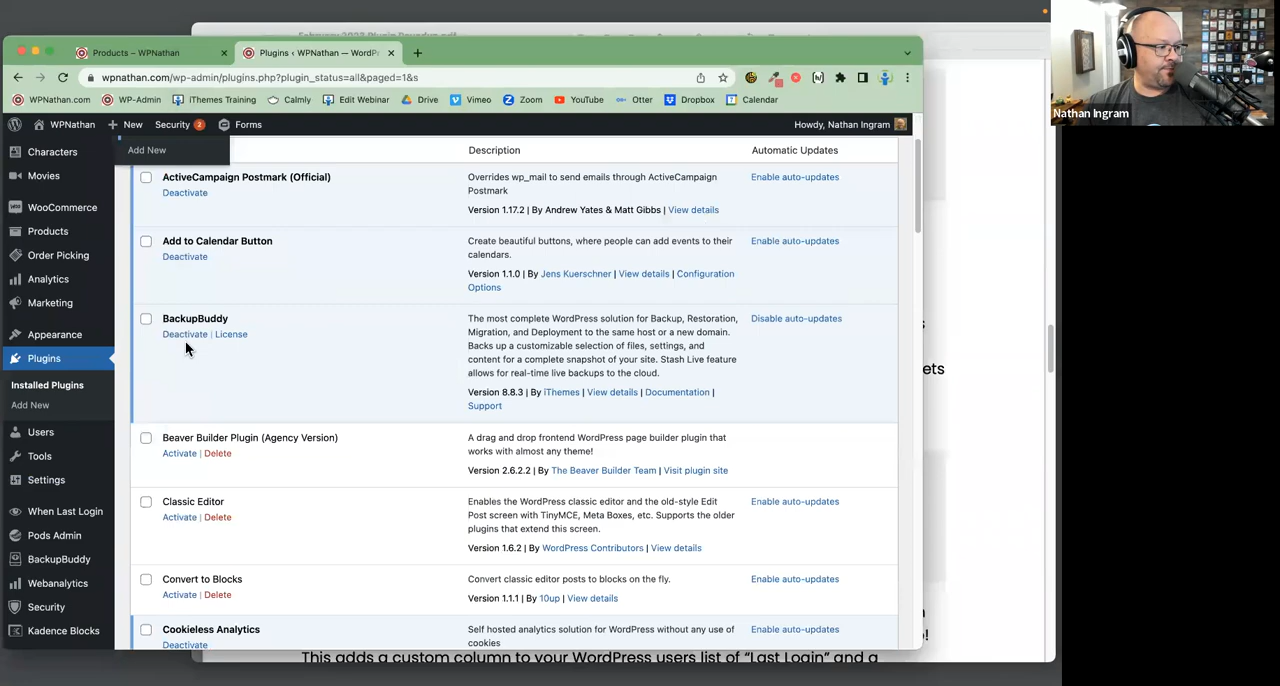 Products – WPNathan
Plugins ‹ WPNathan — WordPr
wpnathan.com/wp-admin/plugins.php?plugin_status=all&paged=1&s
WPNathan.com
WP-Admin
iThemes Training
Calmly
Edit Webinar
Drive
Vimeo
Zoom
YouTube
Otter
Dropbox
Calendar
WPNathan
New
Security 2
Forms
Howdy, Nathan Ingram
Nathan Ingram
Add New
Characters
Movies
WooCommerce
Products
Order Picking
Analytics
Marketing
Appearance
Plugins
Installed Plugins
Add New
Users
Tools
Settings
When Last Login
Pods Admin
BackupBuddy
Webanalytics
Security
Kadence Blocks
Description
Automatic Updates
ActiveCampaign Postmark (Official)
Deactivate
Overrides wp_mail to send emails through ActiveCampaign
Postmark
Version 1.17.2 | By Andrew Yates & Matt Gibbs | View details
Enable auto-updates
Add to Calendar Button
Deactivate
Create beautiful buttons, where people can add events to their
calendars.
Version 1.1.0 | By Jens Kuerschner | View details | Configuration
Options
Enable auto-updates
BackupBuddy
Deactivate | License
The most complete WordPress solution for Backup, Restoration,
Migration, and Deployment to the same host or a new domain.
Backs up a customizable selection of files, settings, and
content for a complete snapshot of your site. Stash Live feature
allows for real-time live backups to the cloud.
Version 8.8.3 | By iThemes | View details | Documentation |
Support
Disable auto-updates
Beaver Builder Plugin (Agency Version)
Activate | Delete
A drag and drop frontend WordPress page builder plugin that
works with almost any theme!
Version 2.6.2.2 | By The Beaver Builder Team | Visit plugin site
Classic Editor
Activate | Delete
Enables the WordPress classic editor and the old-style Edit
Post screen with TinyMCE, Meta Boxes, etc. Supports the older
plugins that extend this screen.
Version 1.6.2 | By WordPress Contributors | View details
Enable auto-updates
Convert to Blocks
Activate | Delete
Convert classic editor posts to blocks on the fly.
Version 1.1.1 | By 10up | View details
Enable auto-updates
Cookieless Analytics
Deactivate
Self hosted analytics solution for WordPress without any use of
cookies
Enable auto-updates
ets
This adds a custom column to your WordPress users list of “Last Login” and a